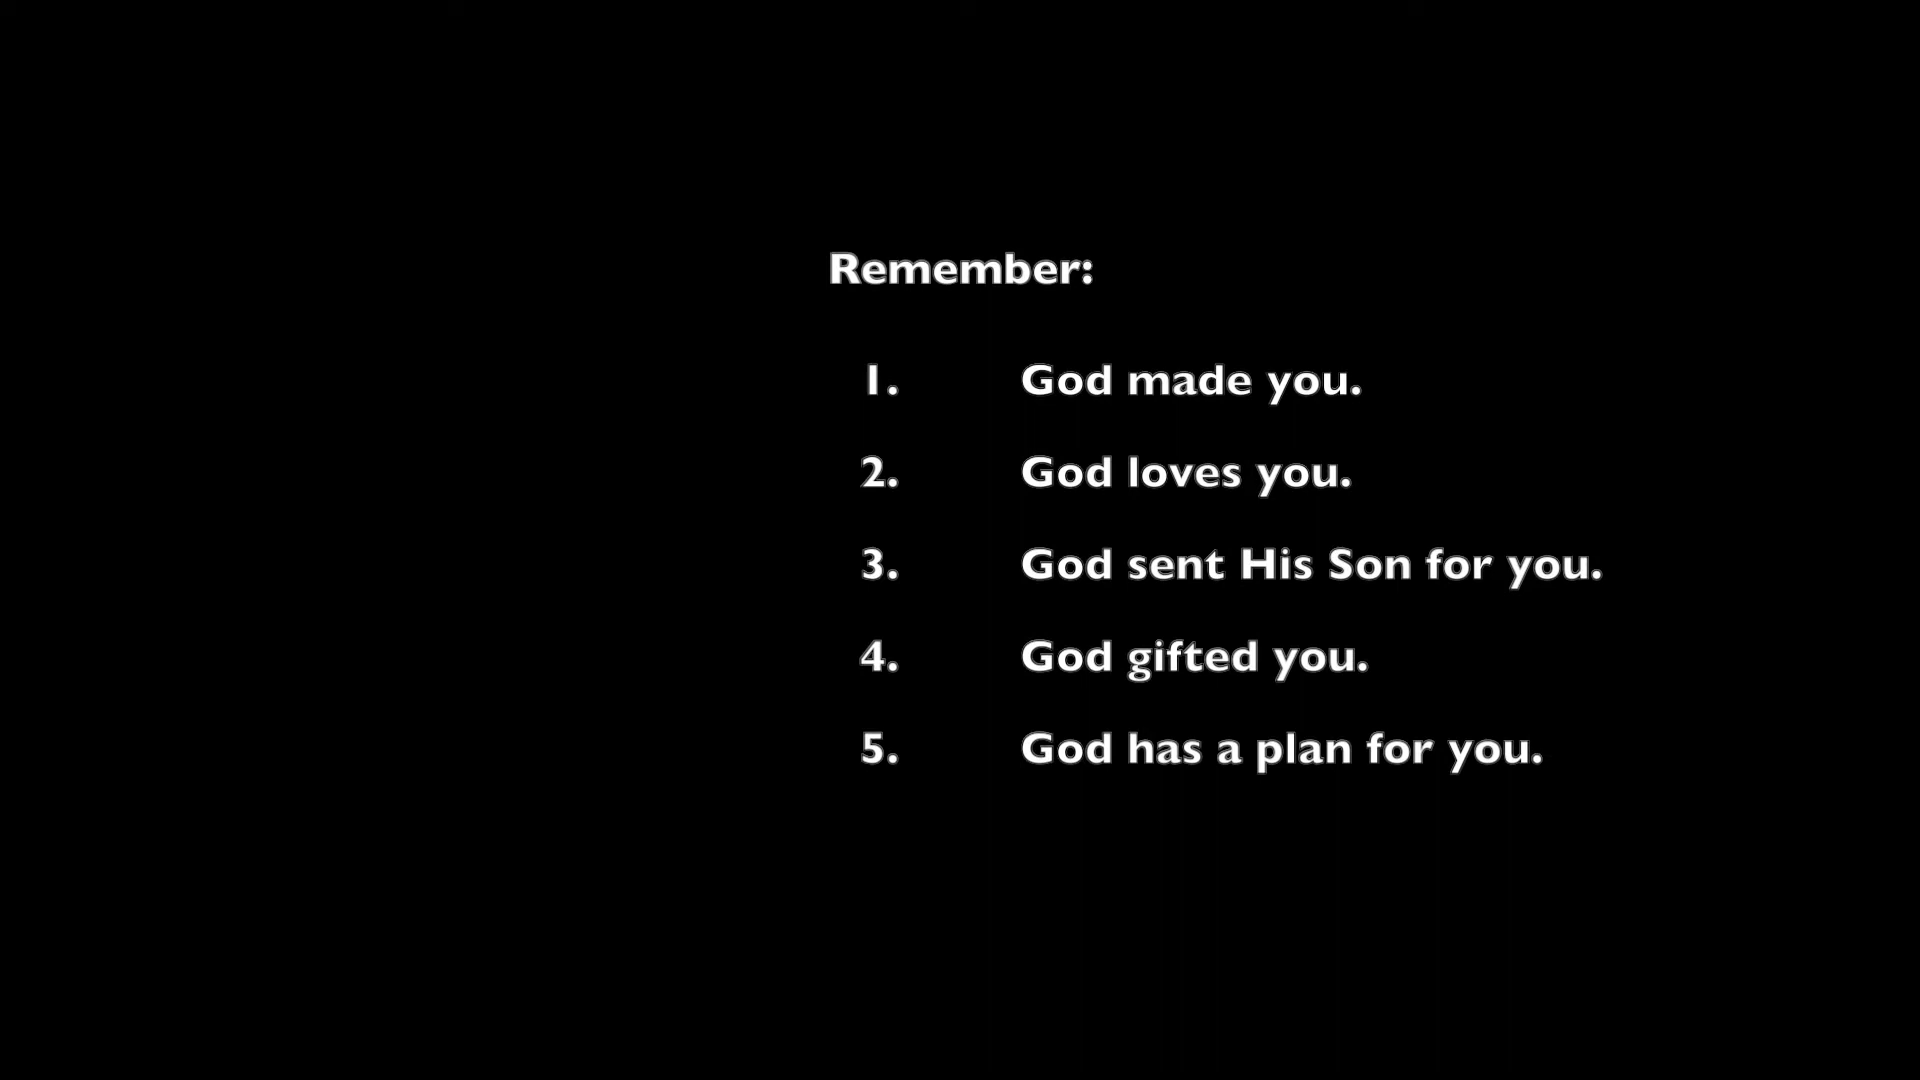 Remember:
1. God made you.
2. God loves you.
3. God sent His Son for you.
4. God gifted you.
5. God has a plan for you.